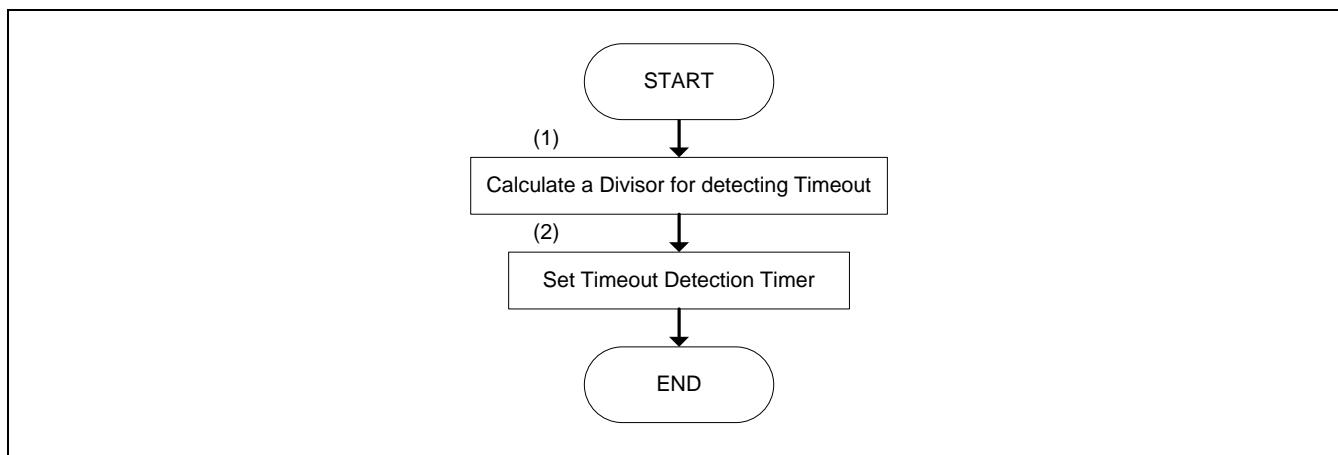 START
(1)
Calculate a Divisor for detecting Timeout
(2)
Set Timeout Detection Timer
END